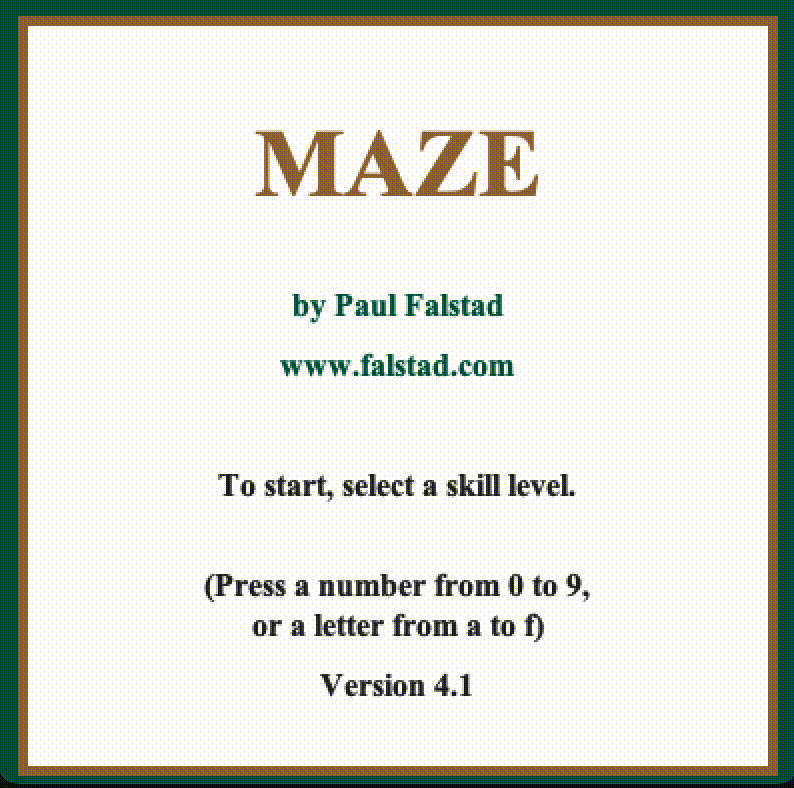 MAZE
by Paul Falstad
www.falstad.com
To start, select a skill level.
(Press a number from 0 to 9,
or a letter from a to f)
Version 4.1